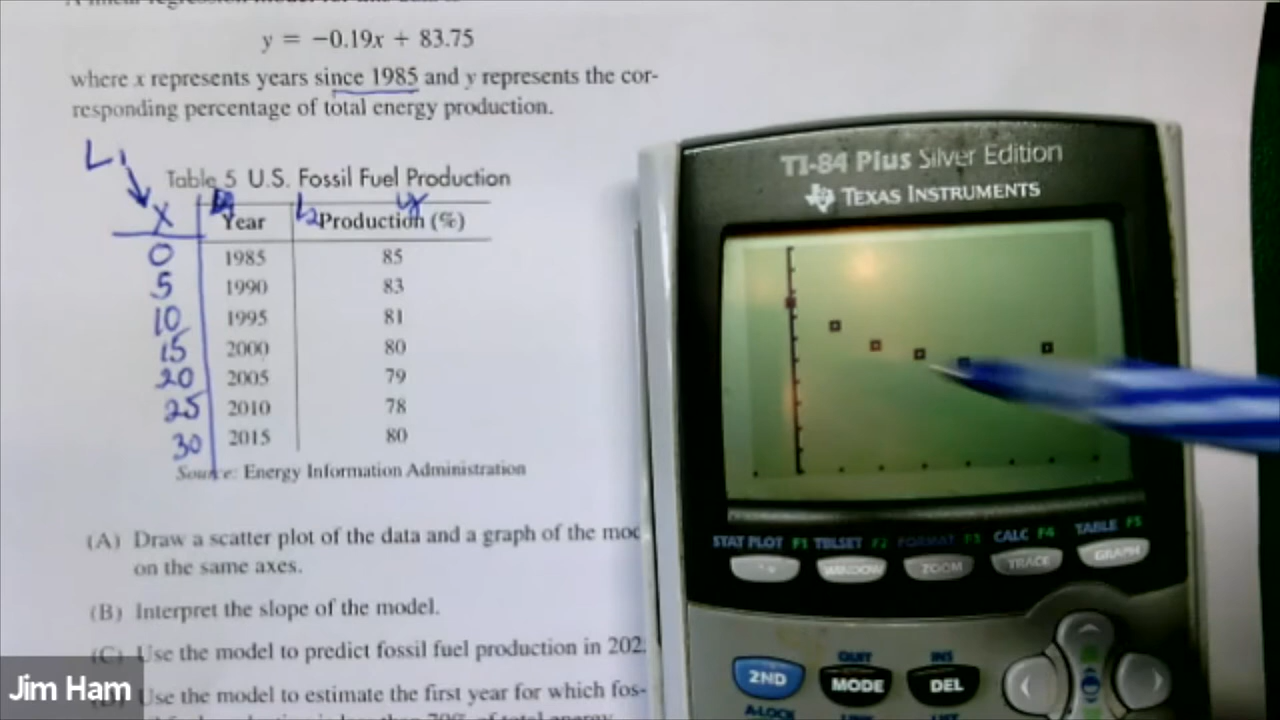 y = −0.19x + 83.75
where x represents years since 1985 and y represents the cor-
responding percentage of total energy production.
L1
Table 5 U.S. Fossil Fuel Production
X Year L2 Production (%) y
0 1985 85
5 1990 83
10 1995 81
15 2000 80
20 2005 79
25 2010 78
30 2015 80
Source: Energy Information Administration
(A) Draw a scatter plot of the data and a graph of the
on the same axes.
(B) Interpret the slope of the model.
(C) Use the model to predict fossil fuel production in
Use the model to estimate the first year for which fos-
Jim Ham
TI-84 Plus Silver Edition
TEXAS INSTRUMENTS
STAT PLOT F1 TBLSET F2 FORMAT F3 CALC F4 TABLE F5
Y= WINDOW ZOOM TRACE GRAPH
QUIT INS
2ND MODE DEL
A-LOCK LINK LIST